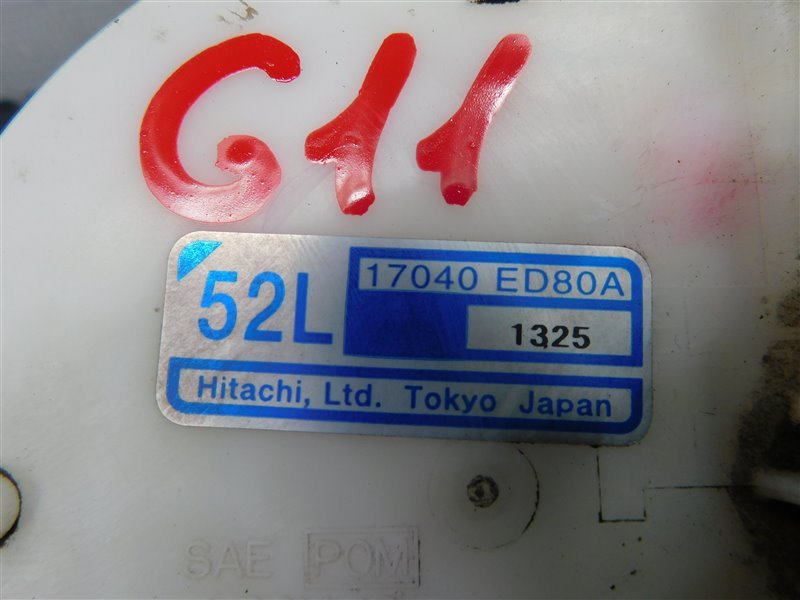 G11
52L
17040 ED80A
1325
Hitachi, Ltd. Tokyo Japan
SAE POM